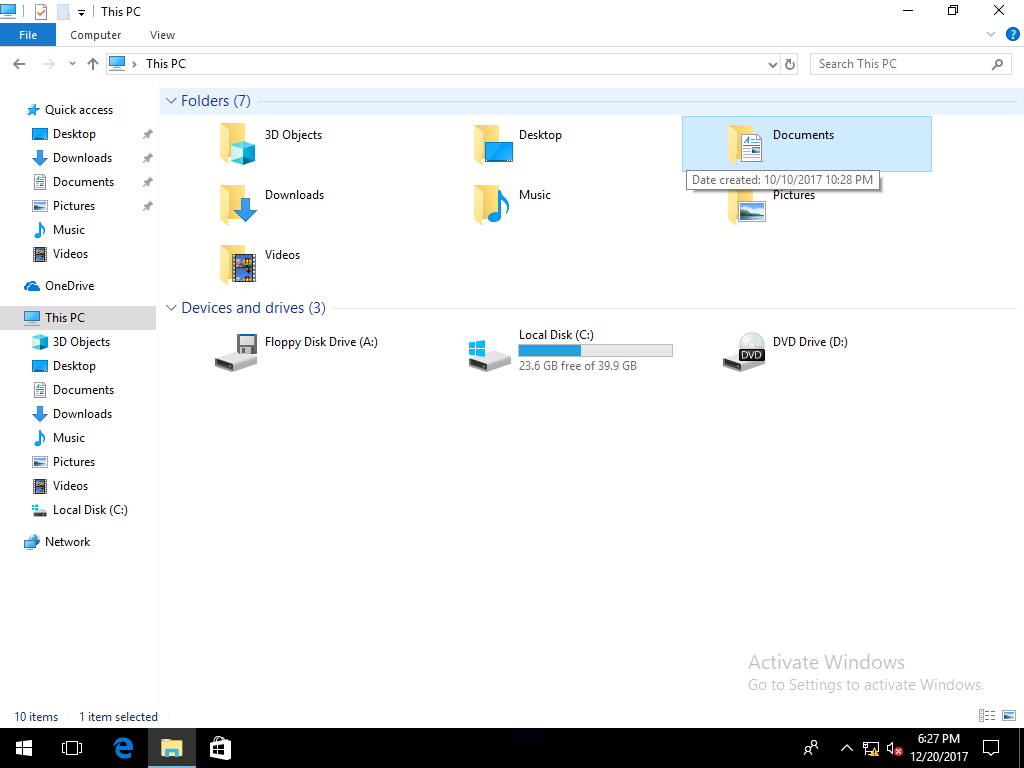 This PC
File Computer View
This PC Search This PC
Quick access
Desktop
Downloads
Documents
Pictures
Music
Videos
OneDrive
This PC
3D Objects
Desktop
Documents
Downloads
Music
Pictures
Videos
Local Disk (C:)
Network
Folders (7)
3D Objects
Desktop
Documents
Date created: 10/10/2017 10:28 PM
Downloads
Music
Pictures
Videos
Devices and drives (3)
Floppy Disk Drive (A:)
Local Disk (C:)
23.6 GB free of 39.9 GB
DVD
DVD Drive (D:)
Activate Windows
Go to Settings to activate Windows.
10 items 1 item selected
6:27 PM
12/20/2017